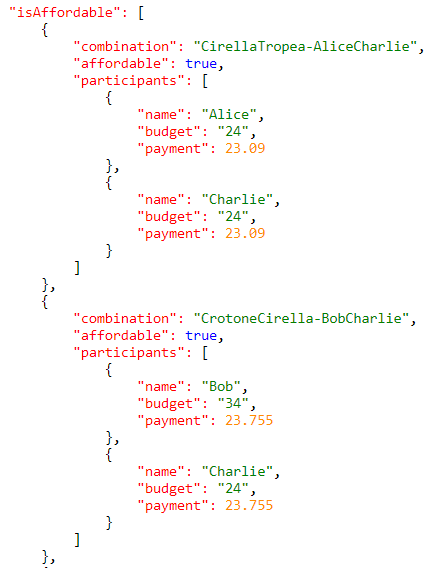 "isAffordable": [
{
"combination": "CirellaTropea-AliceCharlie",
"affordable": true,
"participants": [
{
"name": "Alice",
"budget": "24",
"payment": 23.09
},
{
"name": "Charlie",
"budget": "24",
"payment": 23.09
}
]
},
{
"combination": "CrotoneCirella-BobCharlie",
"affordable": true,
"participants": [
{
"name": "Bob",
"budget": "34",
"payment": 23.755
},
{
"name": "Charlie",
"budget": "24",
"payment": 23.755
}
]
},